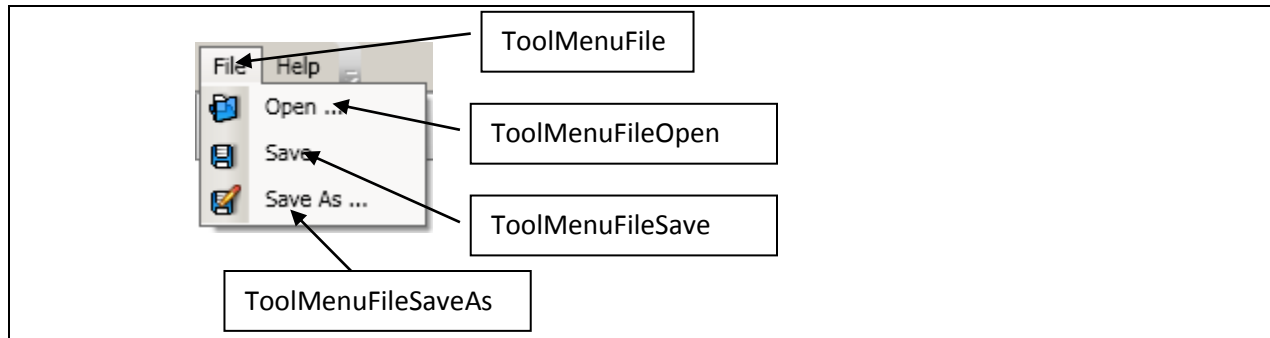 ToolMenuFile
File Help
Open ...
ToolMenuFileOpen
Save
Save As ...
ToolMenuFileSave
ToolMenuFileSaveAs